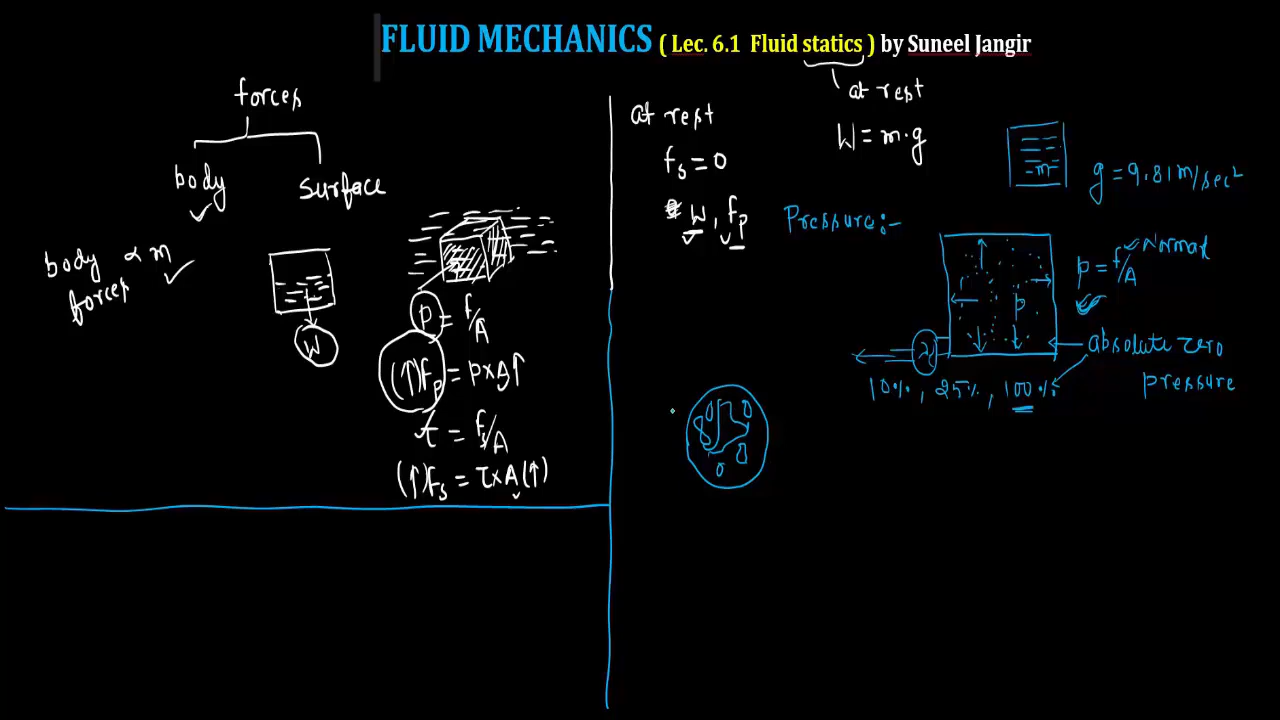 FLUID MECHANICS ( Lec. 6.1 Fluid statics ) by Suneel Jangir
at rest
forces
body
surface
body ∝ m
forces
W
p = f/A
(↑)Fp = p×A↑
τ = Fs/A
(↑)Fs = τ×A(↑)
at rest
fs = 0
W, fp
W = m.g
m
g = 9.81 m/sec²
Pressure:-
p
p = f/A
Normal
absolute zero
pressure
10%, 25%, 100%